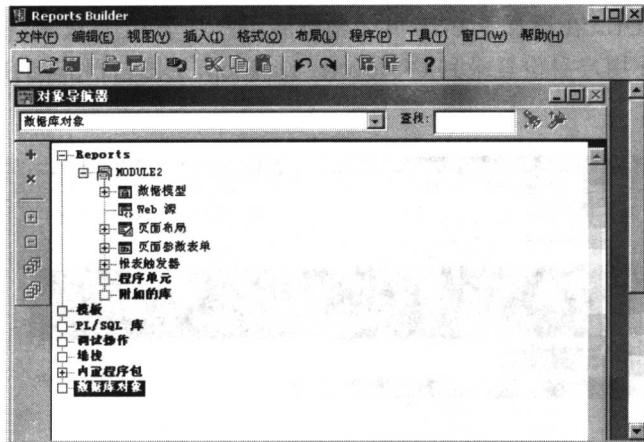 Reports Builder
文件(F) 编辑(E) 视图(V) 插入(I) 格式(O) 布局(L) 程序(P) 工具(T) 窗口(W) 帮助(H)
对象导航器
数据库对象 查找:
Reports
MODULE2
数据模型
Web 源
页面布局
页面参数表单
报表触发器
程序单元
附加的库
模板
PL/SQL 库
调试操作
堆栈
内置程序包
数据库对象